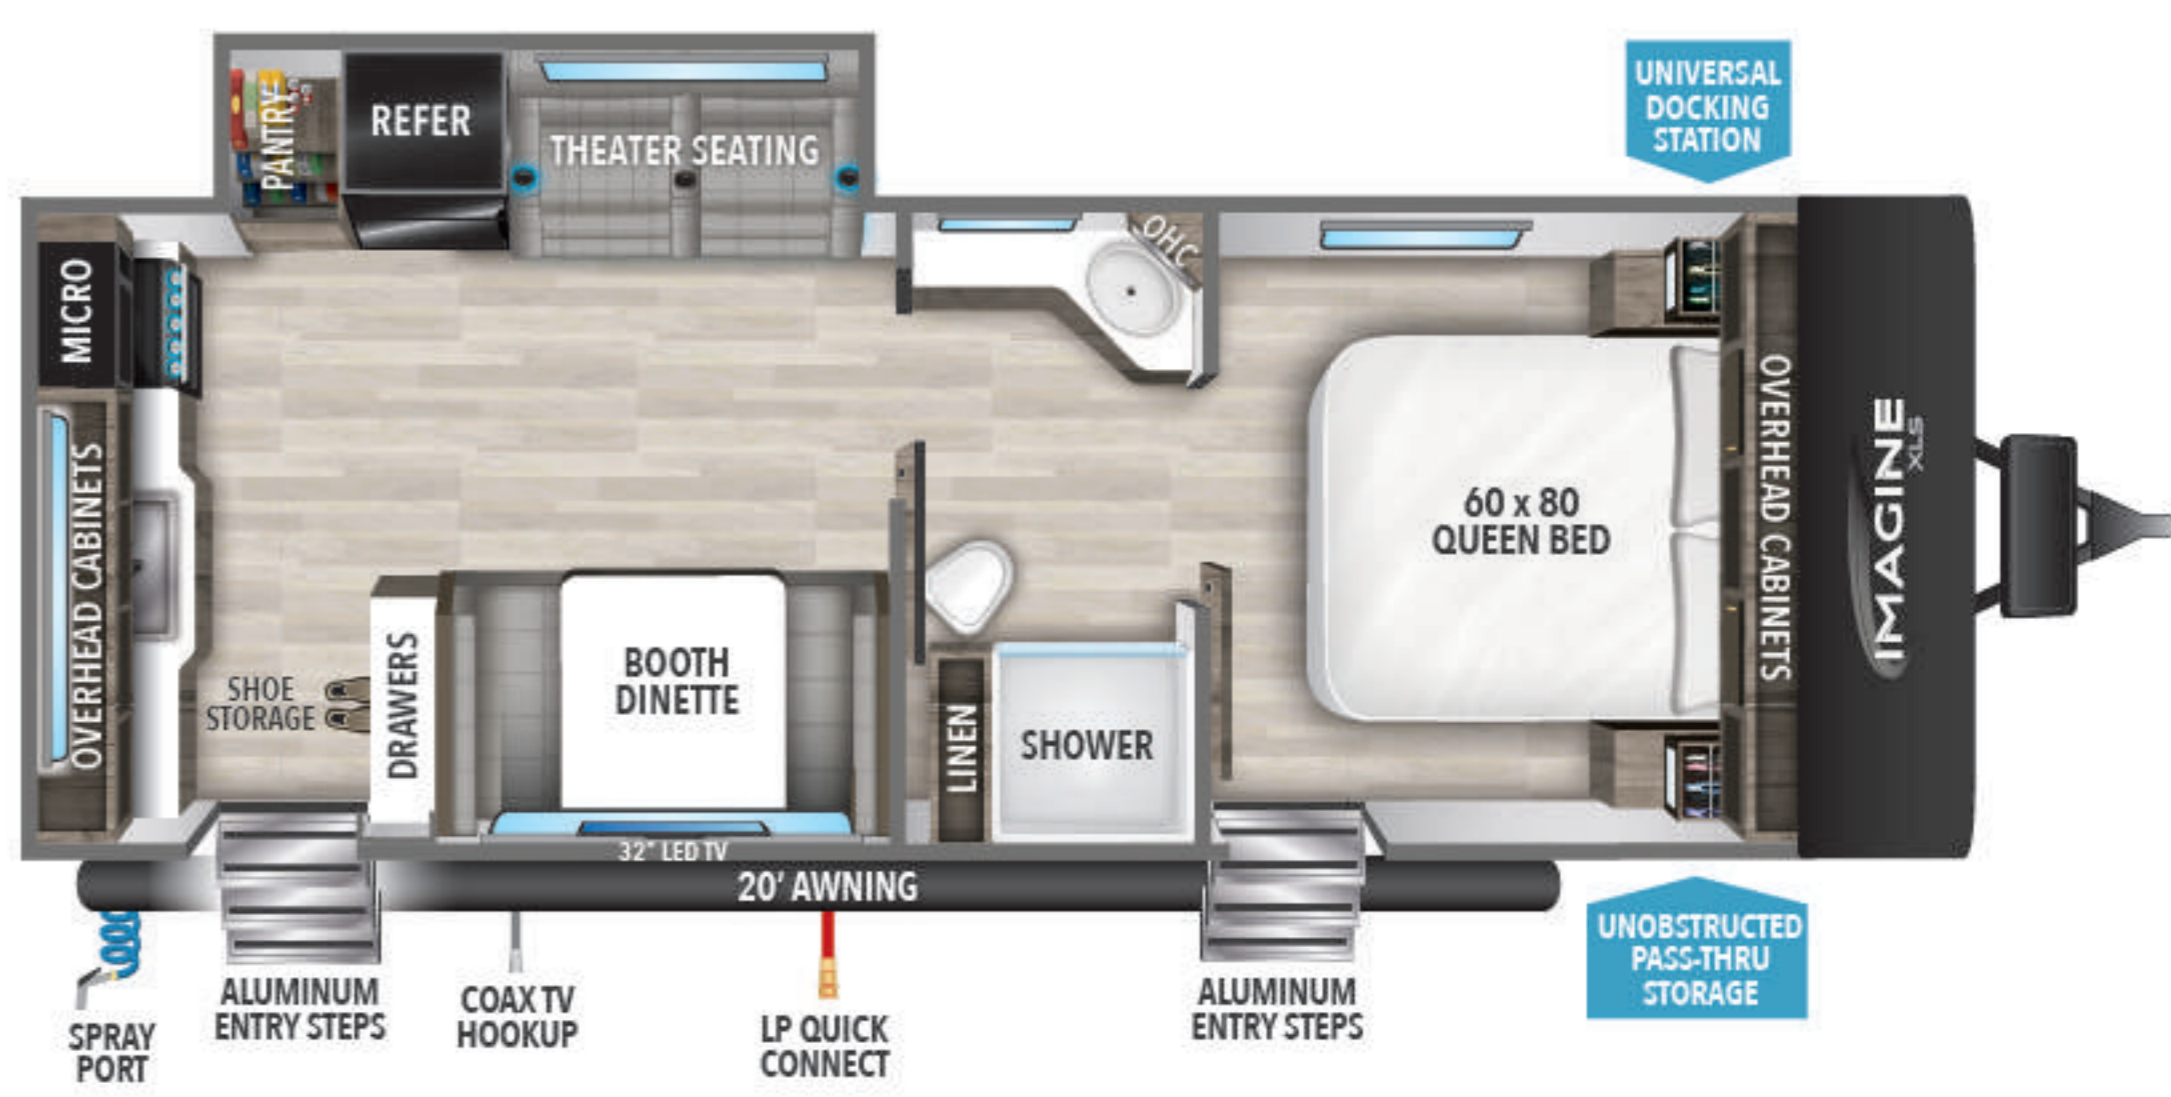 UNIVERSAL
DOCKING
STATION
PANTRY
REFER
THEATER SEATING
OHC
MICRO
OVERHEAD CABINETS
60 x 80
QUEEN BED
OVERHEAD CABINETS
IMAGINE
XLS
SHOE
STORAGE
DRAWERS
BOOTH
DINETTE
LINEN
SHOWER
32" LED TV
20' AWNING
SPRAY
PORT
ALUMINUM
ENTRY STEPS
COAX TV
HOOKUP
LP QUICK
CONNECT
ALUMINUM
ENTRY STEPS
UNOBSTRUCTED
PASS-THRU
STORAGE